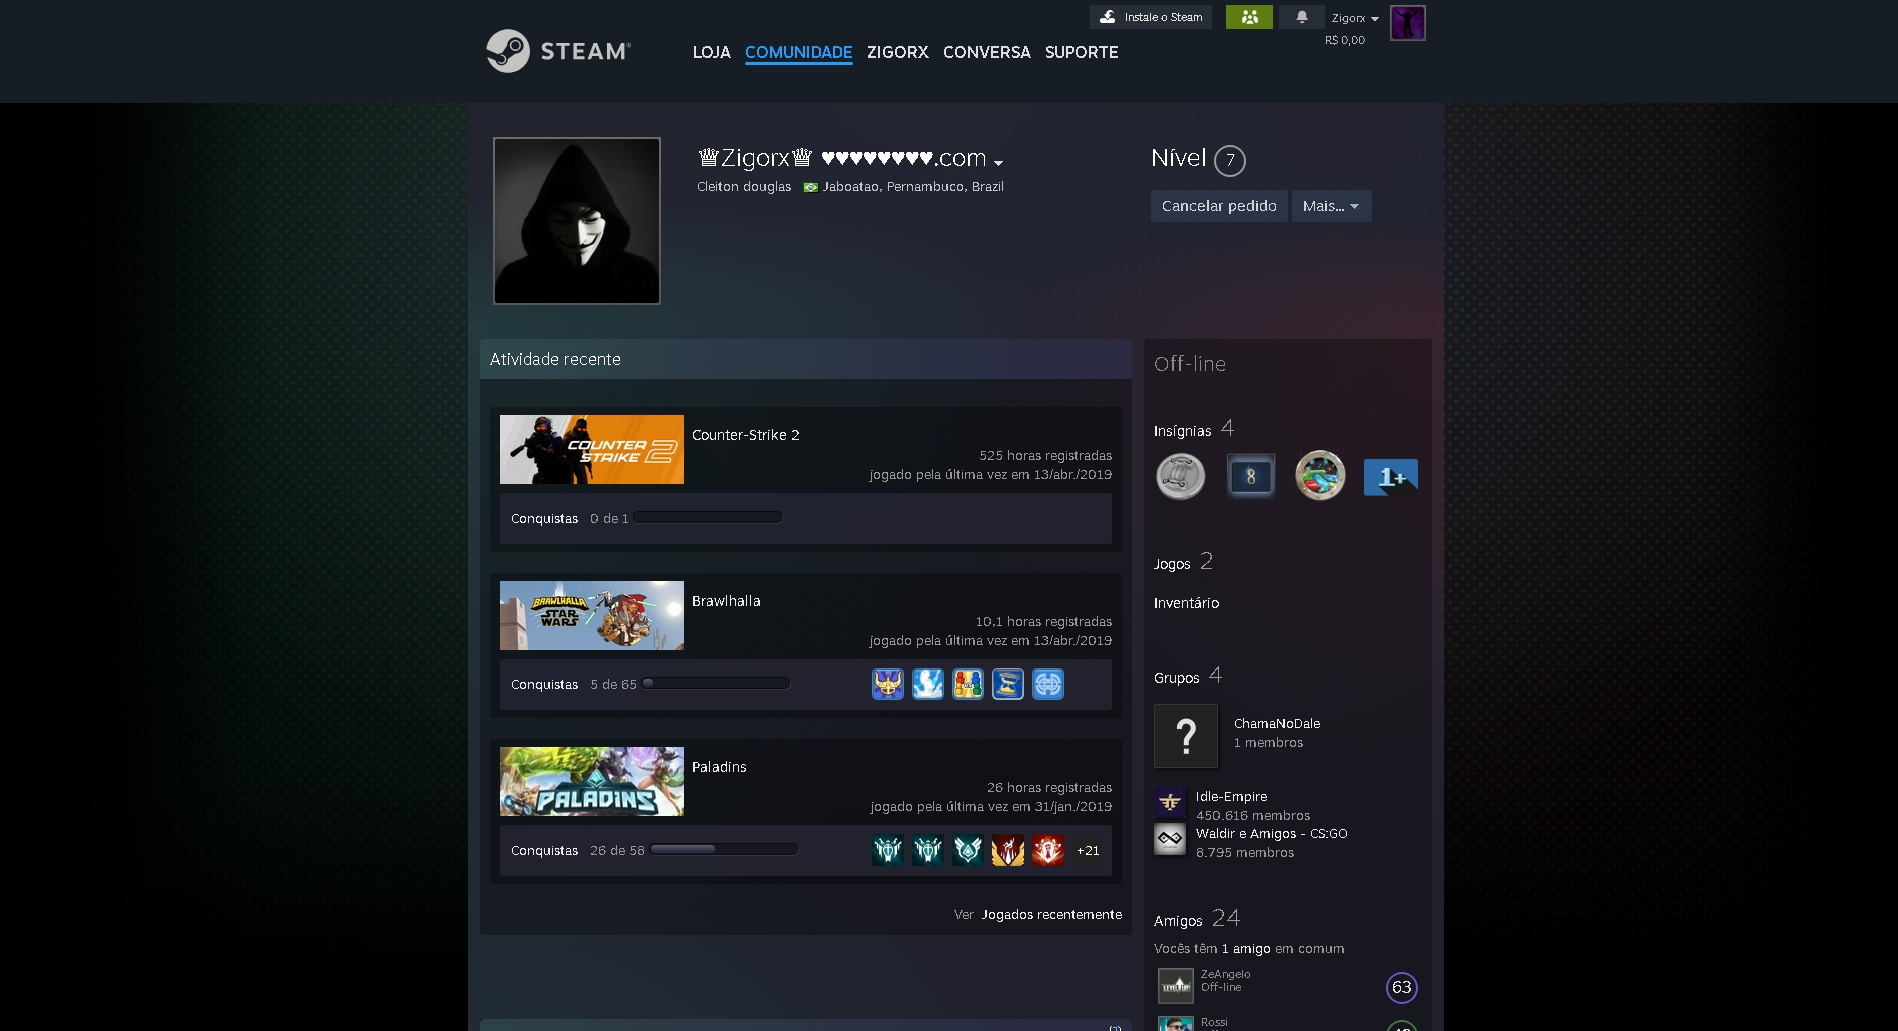 Instale o Steam
Zigorx
R$ 0,00
STEAM®
LOJA COMUNIDADE ZIGORX CONVERSA SUPORTE
♛Zigorx♛ ♥♥♥♥♥♥♥♥♥.com
Cleiton douglas Jaboatao, Pernambuco, Brazil
Nível 7
Cancelar pedido Mais...
Atividade recente
COUNTER STRIKE 2
Counter-Strike 2
525 horas registradas
jogado pela última vez em 13/abr./2019
Conquistas 0 de 1
BRAWLHALLA
STAR WARS
Brawlhalla
10,1 horas registradas
jogado pela última vez em 13/abr./2019
Conquistas 5 de 65
PALADINS
Paladins
26 horas registradas
jogado pela última vez em 31/jan./2019
Conquistas 26 de 58
+21
Ver Jogados recentemente
Off-line
Insígnias 4
8
1+
Jogos 2
Inventário
Grupos 4
?
ChamaNoDale
1 membros
Idle-Empire
450.616 membros
Waldir e Amigos - CS:GO
8.795 membros
Amigos 24
Vocês têm 1 amigo em comum
LEVEL UP!
ZeAngelo
Off-line
63
Rossi